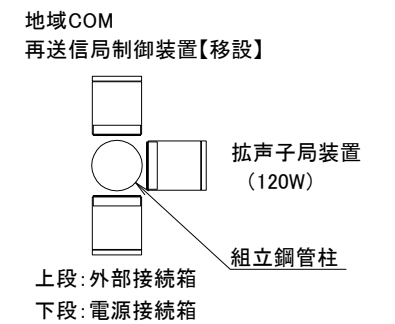 地域COM
再送信局制御装置【移設】
拡声子局装置
（120W）
組立鋼管柱
上段：外部接続箱
下段：電源接続箱